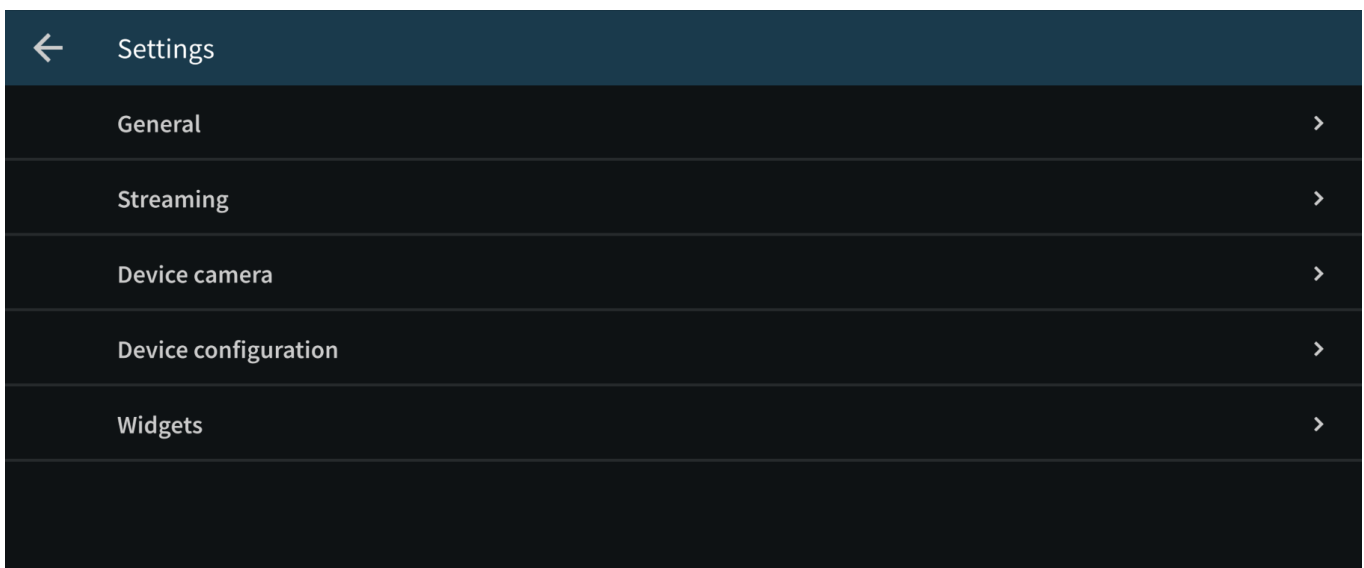 Settings
General
Streaming
Device camera
Device configuration
Widgets